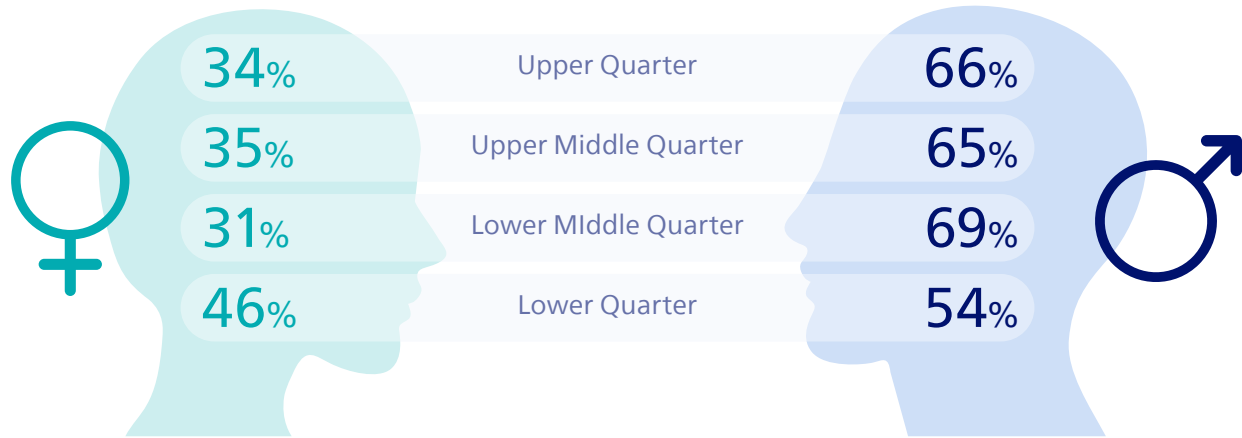 34% Upper Quarter 66%
35% Upper Middle Quarter 65%
31% Lower MIddle Quarter 69%
46% Lower Quarter 54%